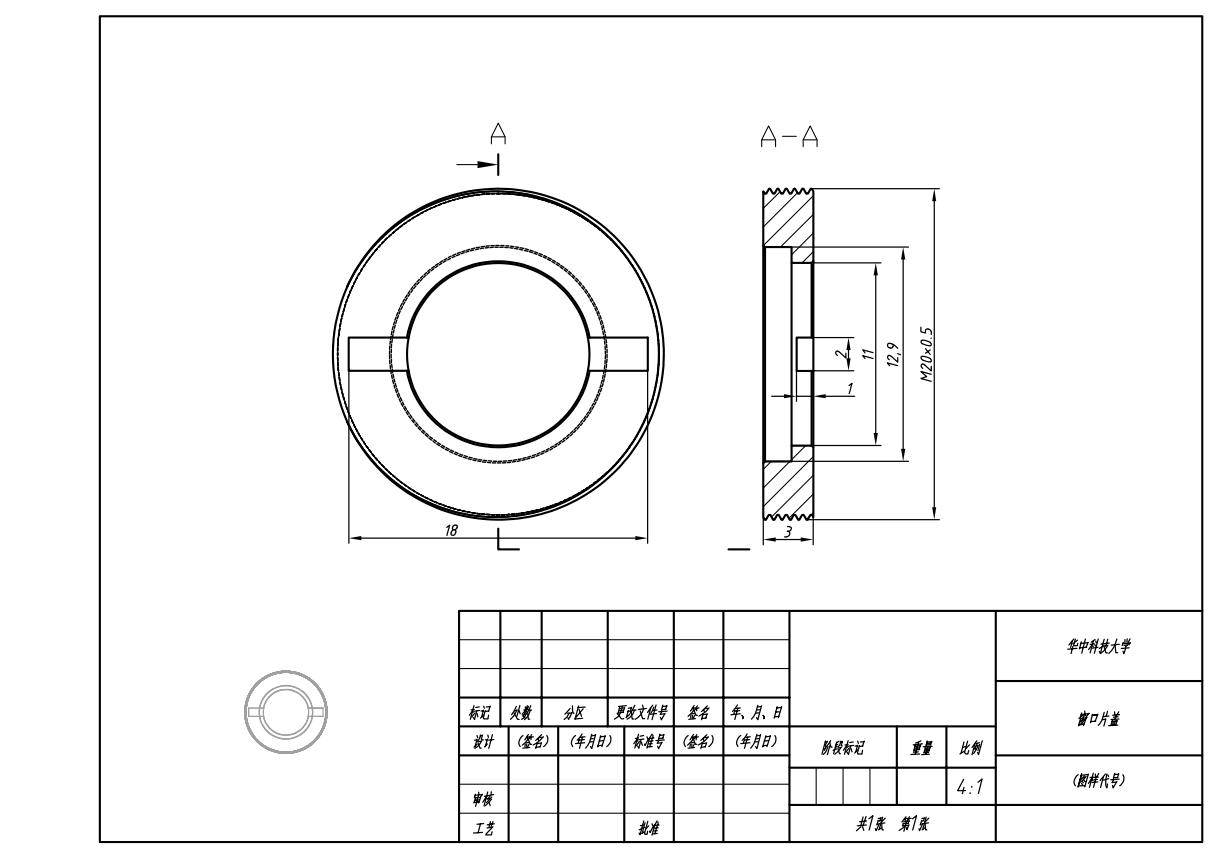 A
A-A
2
11
12,9
M20×0.5
1
18
3
华中科技大学
标记 处数 分区 更改文件号 签名 年、月、日
窗口片盖
设计 (签名) (年月日) 标准号 (签名) (年月日)
阶段标记 重量 比例
(图样代号)
4:1
审核
共1张 第1张
工艺 批准